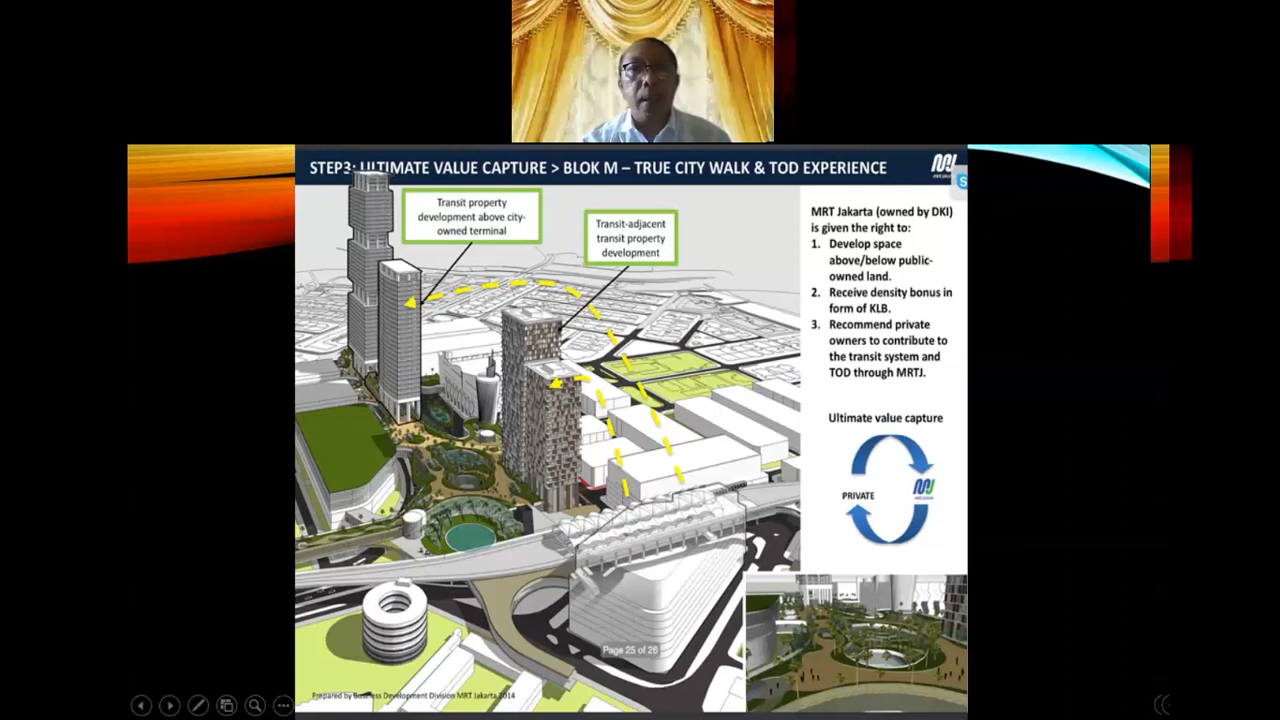 STEP3: ULTIMATE VALUE CAPTURE > BLOK M – TRUE CITY WALK & TOD EXPERIENCE
Transit property
development above city-
owned terminal
Transit-adjacent
transit property
development
MRT Jakarta (owned by DKI)
is given the right to:
1. Develop space
above/below public-
owned land.
2. Receive density bonus in
form of KLB.
3. Recommend private
owners to contribute to
the transit system and
TOD through MRTJ.
Ultimate value capture
PRIVATE
S
Page 25 of 26
Prepared by Business Development Division MRT Jakarta 2014